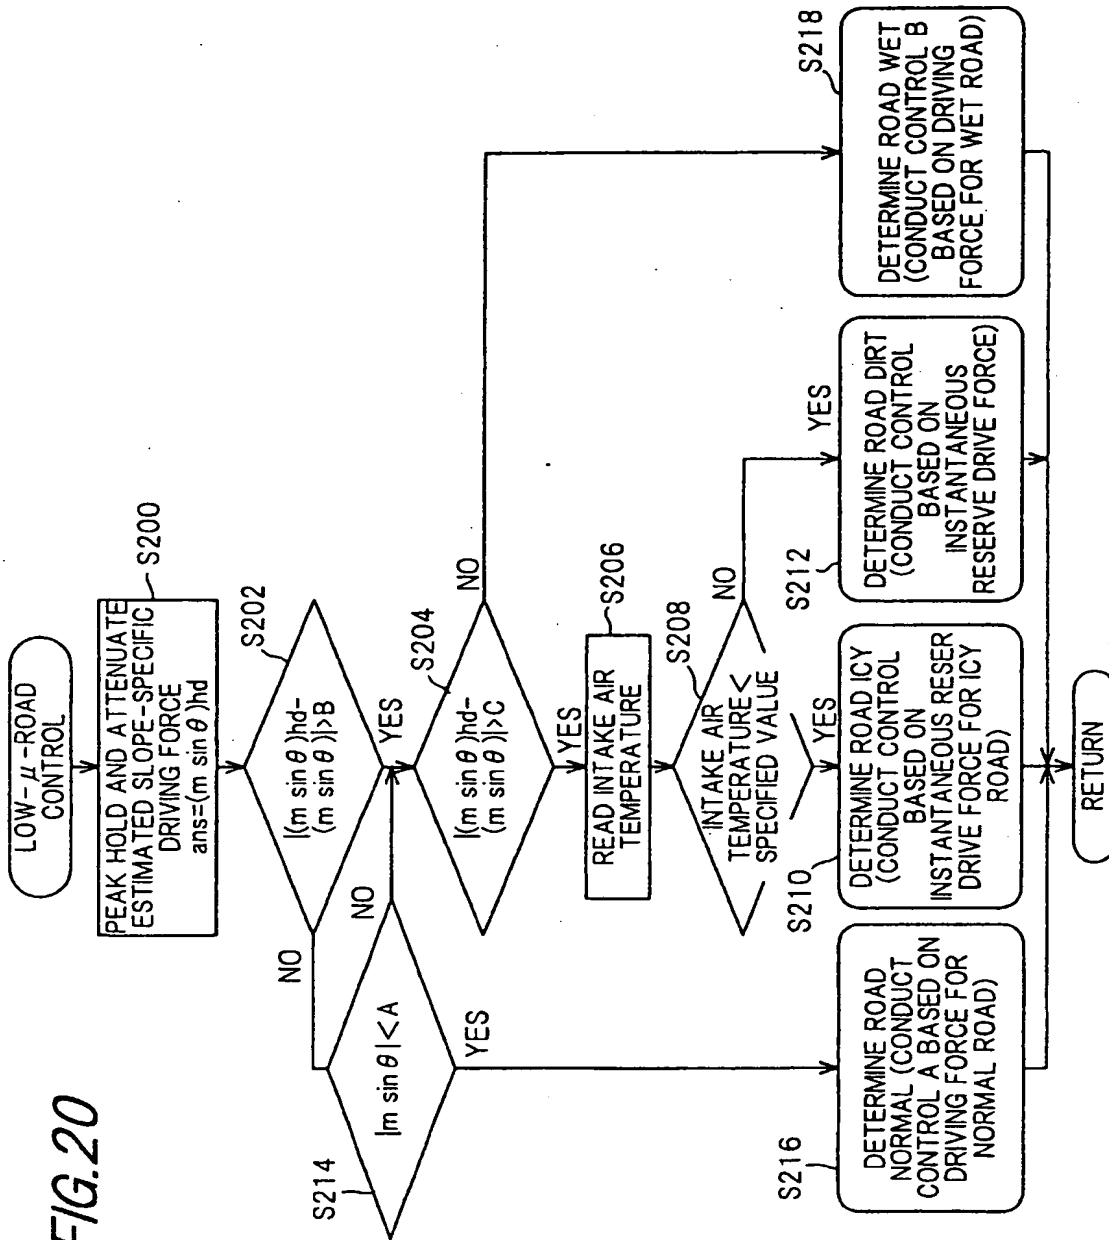 FIG.20
LOW-μ-ROAD
CONTROL
S200
PEAK HOLD AND ATTENUATE
ESTIMATED SLOPE-SPECIFIC
DRIVING FORCE
ans=(m sin θ)hd
S202
|(m sin θ)hd-
(m sin θ)|>B
NO
YES
S214
|m sin θ|<A
NO
YES
S204
|(m sin θ)hd-
(m sin θ)|>C
NO
YES
S206
READ INTAKE AIR
TEMPERATURE
S208
INTAKE AIR
TEMPERATURE<
SPECIFIED VALUE
NO
YES
YES
S216
DETERMINE ROAD
NORMAL (CONDUCT
CONTROL A BASED ON
DRIVING FORCE FOR
NORMAL ROAD)
S210
DETERMINE ROAD ICY
(CONDUCT CONTROL
BASED ON
INSTANTANEOUS RESER
DRIVE FORCE FOR ICY
ROAD)
S212
DETERMINE ROAD DIRT
(CONDUCT CONTROL
BASED ON
INSTANTANEOUS
RESERVE DRIVE FORCE)
S218
DETERMINE ROAD WET
(CONDUCT CONTROL B
BASED ON DRIVING
FORCE FOR WET ROAD)
RETURN